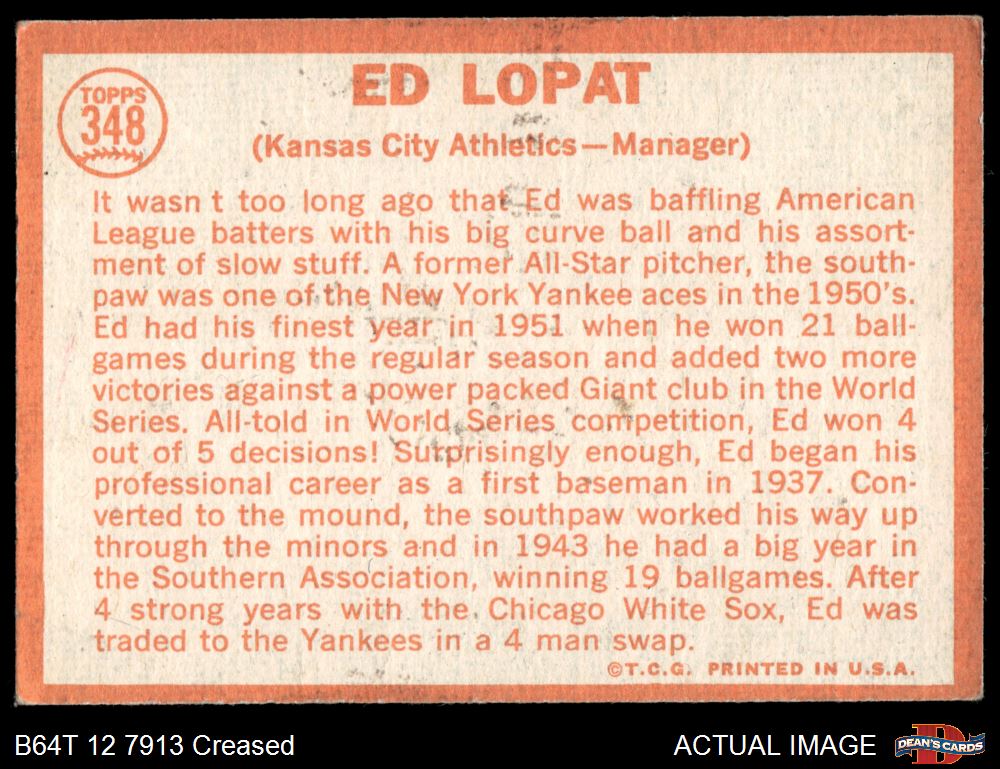 TOPPS
348
ED LOPAT
(Kansas City Athletics—Manager)
It wasn t too long ago that Ed was baffling American
League batters with his big curve ball and his assort-
ment of slow stuff. A former All-Star pitcher, the south-
paw was one of the New York Yankee aces in the 1950's.
Ed had his finest year in 1951 when he won 21 ball-
games during the regular season and added two more
victories against a power packed Giant club in the World
Series. All-told in World Series competition, Ed won 4
out of 5 decisions! Surprisingly enough, Ed began his
professional career as a first baseman in 1937. Con-
verted to the mound, the southpaw worked his way up
through the minors and in 1943 he had a big year in
the Southern Association, winning 19 ballgames. After
4 strong years with the Chicago White Sox, Ed was
traded to the Yankees in a 4 man swap.
©T.C.G. PRINTED IN U.S.A.
B64T 12 7913 Creased
ACTUAL IMAGE
DEAN'S CARDS